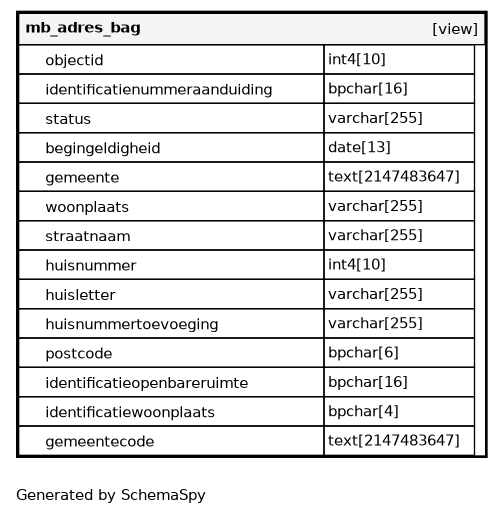 mb_adres_bag [view]
objectid int4[10]
identificatienummeraanduiding bpchar[16]
status varchar[255]
begingeldigheid date[13]
gemeente text[2147483647]
woonplaats varchar[255]
straatnaam varchar[255]
huisnummer int4[10]
huisletter varchar[255]
huisnummertoevoeging varchar[255]
postcode bpchar[6]
identificatieopenbareruimte bpchar[16]
identificatiewoonplaats bpchar[4]
gemeentecode text[2147483647]
Generated by SchemaSpy